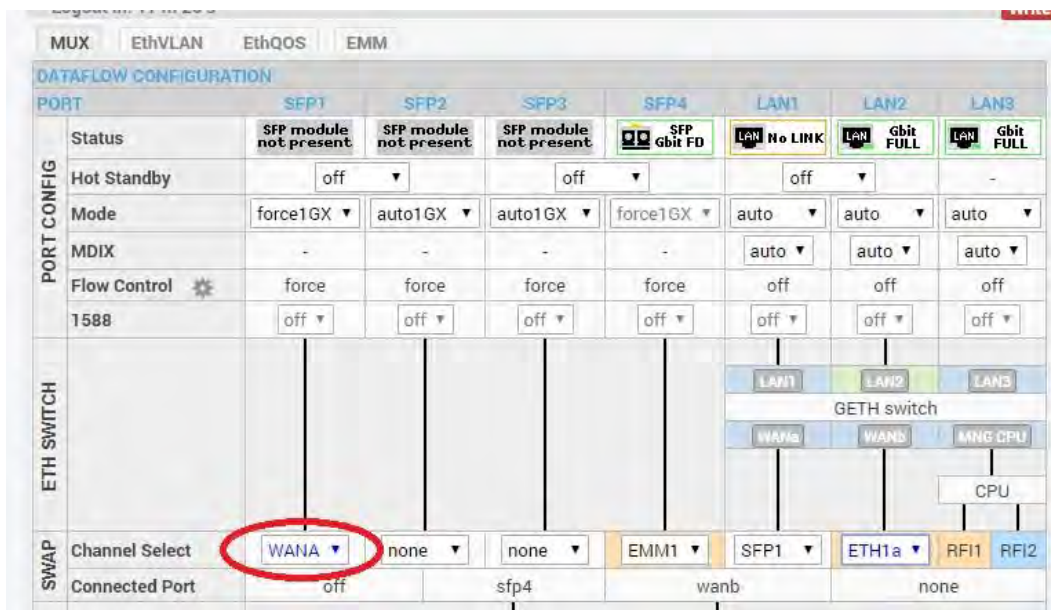 MUX EthVLAN EthQOS EMM
DATAFLOW CONFIGURATION
PORT SFP1 SFP2 SFP3 SFP4 LAN1 LAN2 LAN3
PORT CONFIG
Status SFP module not present SFP module not present SFP module not present SFP Gbit FD LAN No LINK LAN Gbit FULL LAN Gbit FULL
Hot Standby off off off -
Mode force1GX auto1GX auto1GX force1GX auto auto auto
MDIX - - - - auto auto auto
Flow Control force force force force off off off
1588 off off off off off off off
ETH SWITCH
LAN1 LAN2 LAN3
GETH switch
WANa WANb MNG CPU
CPU
SWAP
Channel Select WANA none none EMM1 SFP1 ETH1a RFI1 RFI2
Connected Port off sfp4 wanb none